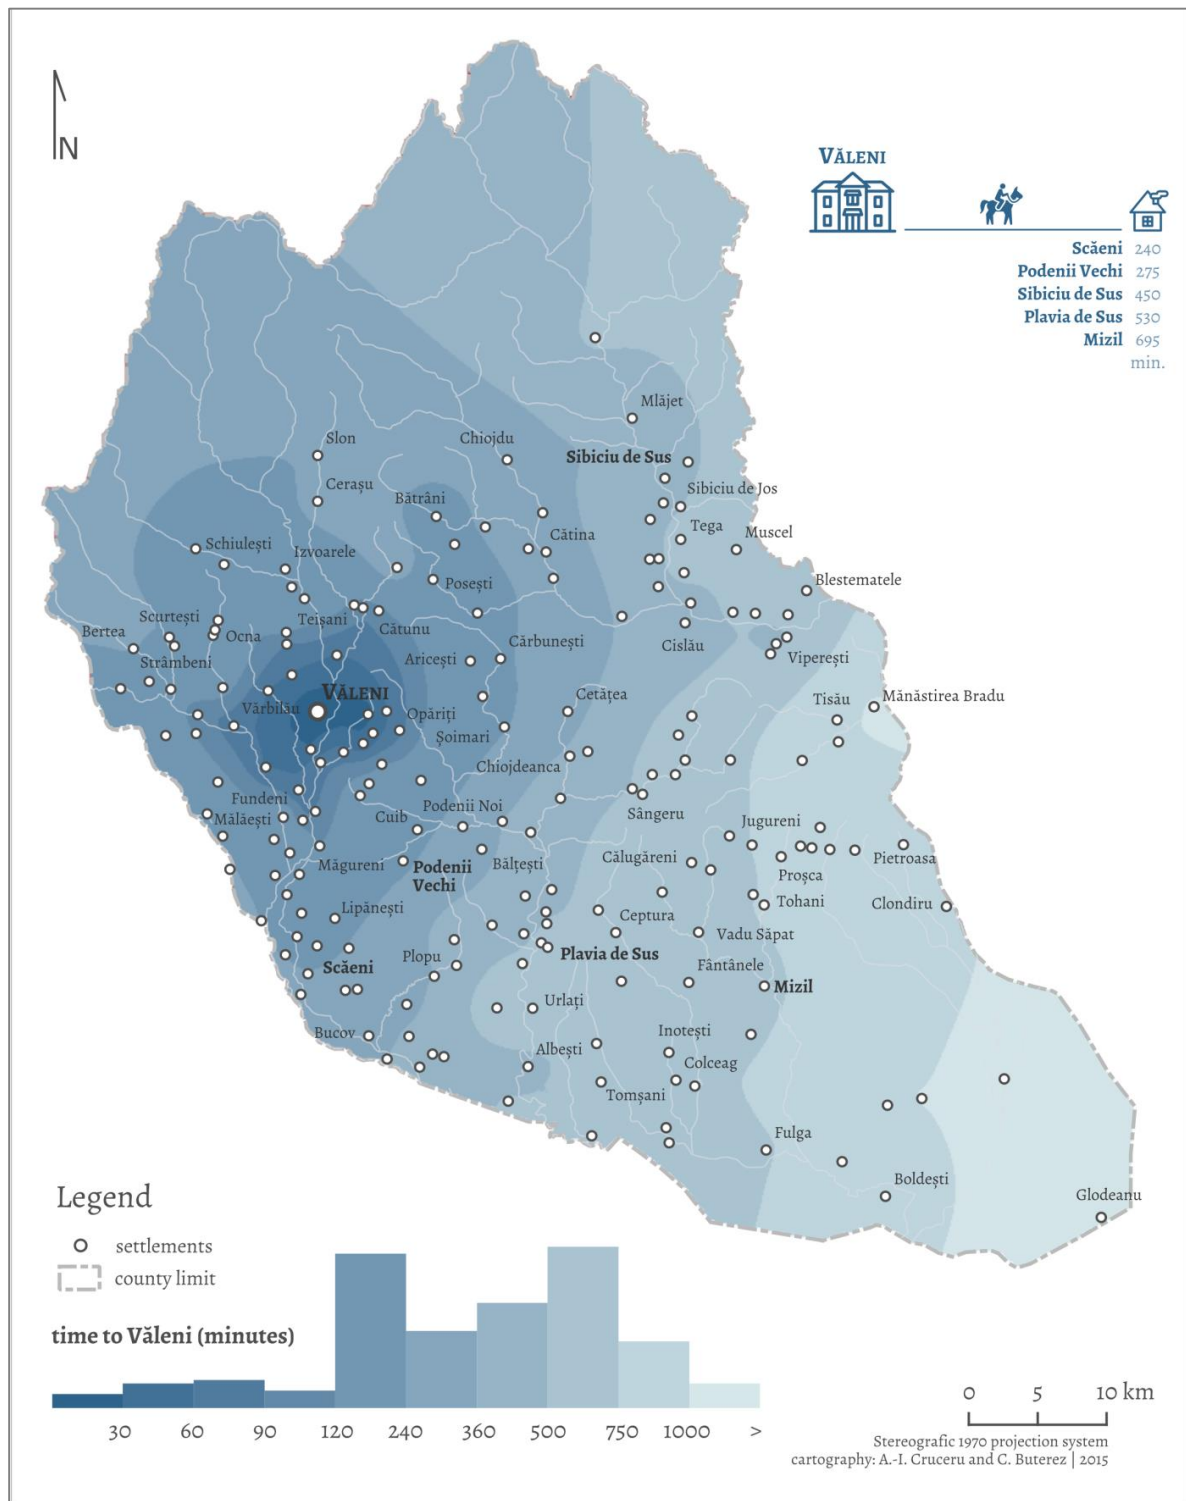 N
VĂLENI
Scăeni 240
Podenii Vechi 275
Sibiciu de Sus 450
Plavia de Sus 530
Mizil 695
min.
Mlăjet
Slon
Chiojdu
Sibiciu de Sus
Cerașu
Sibiciu de Jos
Bătrâni
Tega
Muscel
Cătina
Schiulești
Izvoarele
Posești
Blestematele
Scurtești
Teișani
Bertea
Ocna
Cătunu
Cărbunești
Cislău
Viperești
Aricești
Strâmbeni
VĂLENI
Cetățea
Tisău
Mănăstirea Bradu
Vărbilău
Opăriți
Șoimari
Chiojdeanca
Fundeni
Podenii Noi
Sângeru
Mălăești
Cuib
Jugureni
Măgureni
Podenii
Vechi
Bălțești
Călugăreni
Pietroasa
Proșca
Tohani
Clondiru
Lipănești
Ceptura
Vadu Săpat
Plopu
Plavia de Sus
Scăeni
Fântânele
Mizil
Urlați
Bucov
Inotești
Albești
Colceag
Tomșani
Fulga
Boldești
Glodeanu
Legend
settlements
county limit
time to Văleni (minutes)
30 60 90 120 240 360 500 750 1000 >
0 5 10 km
Stereografic 1970 projection system
cartography: A.-I. Cruceru and C. Buterez | 2015